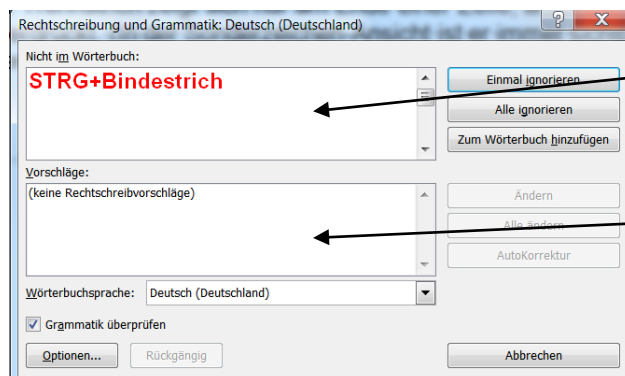 Rechtschreibung und Grammatik: Deutsch (Deutschland)
Nicht im Wörterbuch:
STRG+Bindestrich
Einmal ignorieren
Alle ignorieren
Zum Wörterbuch hinzufügen
Vorschläge:
(keine Rechtschreibvorschläge)
Ändern
Alle ändern
AutoKorrektur
Wörterbuchsprache: Deutsch (Deutschland)
Grammatik überprüfen
Optionen... Rückgängig Abbrechen